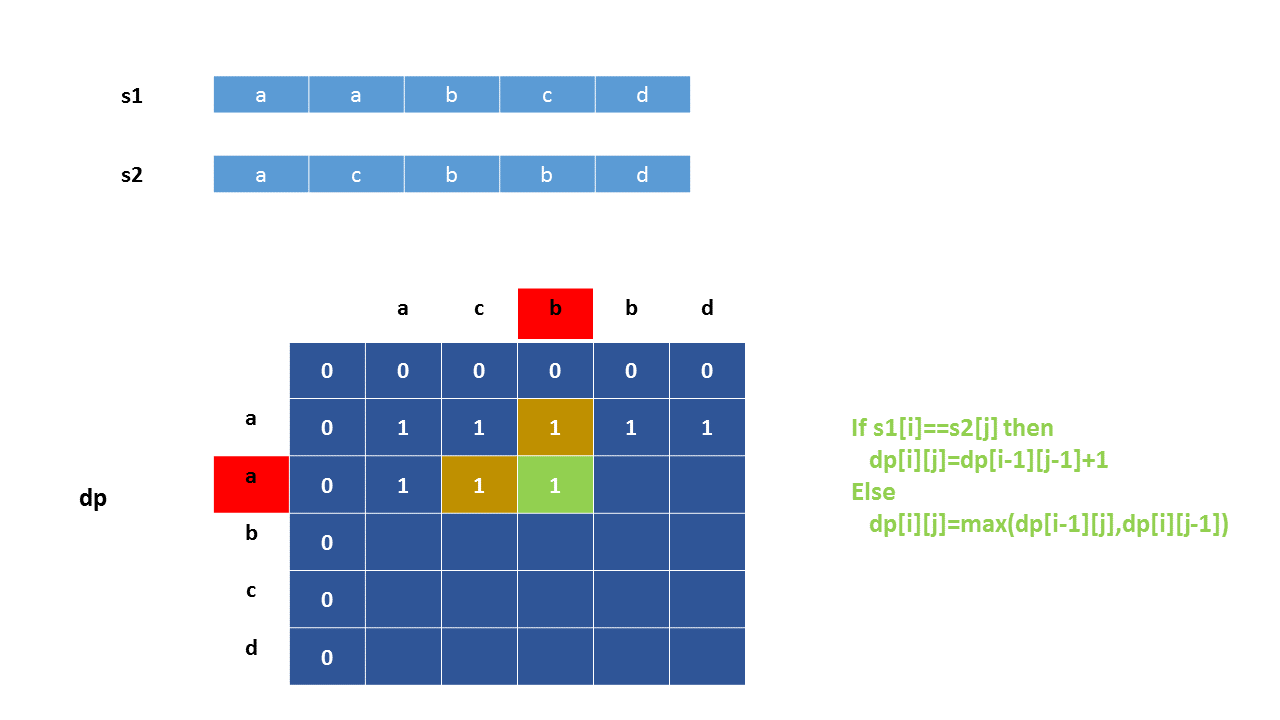 s1 a a b c d
s2 a c b b d
a c b b d
0 0 0 0 0 0
a 0 1 1 1 1 1
a 0 1 1 1
dp
b 0
c 0
d 0
If s1[i]==s2[j] then
dp[i][j]=dp[i-1][j-1]+1
Else
dp[i][j]=max(dp[i-1][j],dp[i][j-1])